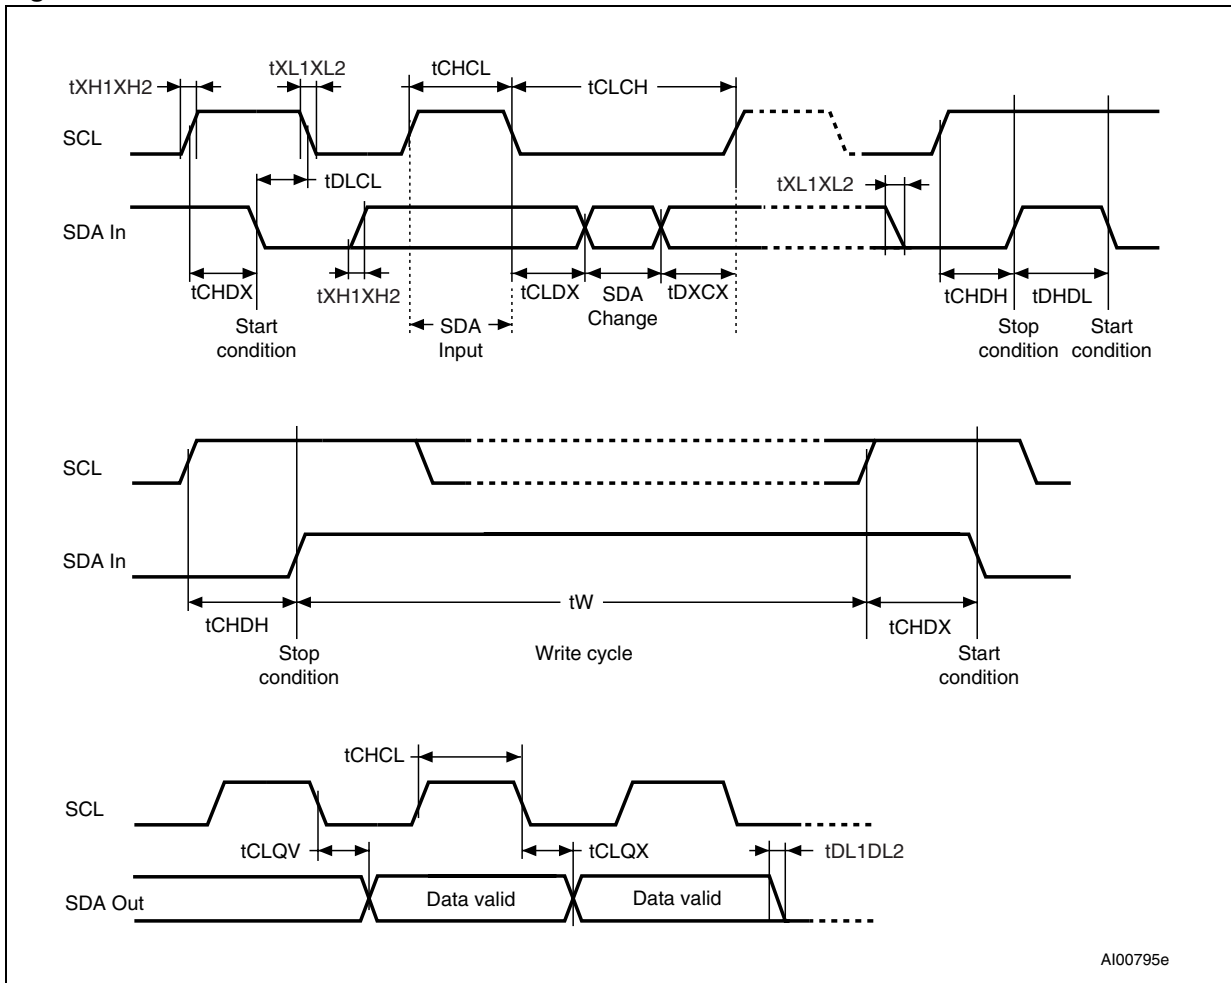 tXH1XH2
tXL1XL2
tCHCL
tCLCH
SCL
tDLCL
tXL1XL2
SDA In
tCHDX
tXH1XH2
tCLDX
SDA
Change
tDXCX
tCHDH
tDHDL
Start
condition
SDA
Input
Stop
condition
Start
condition
SCL
SDA In
tCHDH
tW
tCHDX
Stop
condition
Write cycle
Start
condition
tCHCL
SCL
tCLQV
tCLQX
tDL1DL2
SDA Out
Data valid
Data valid
AI00795e